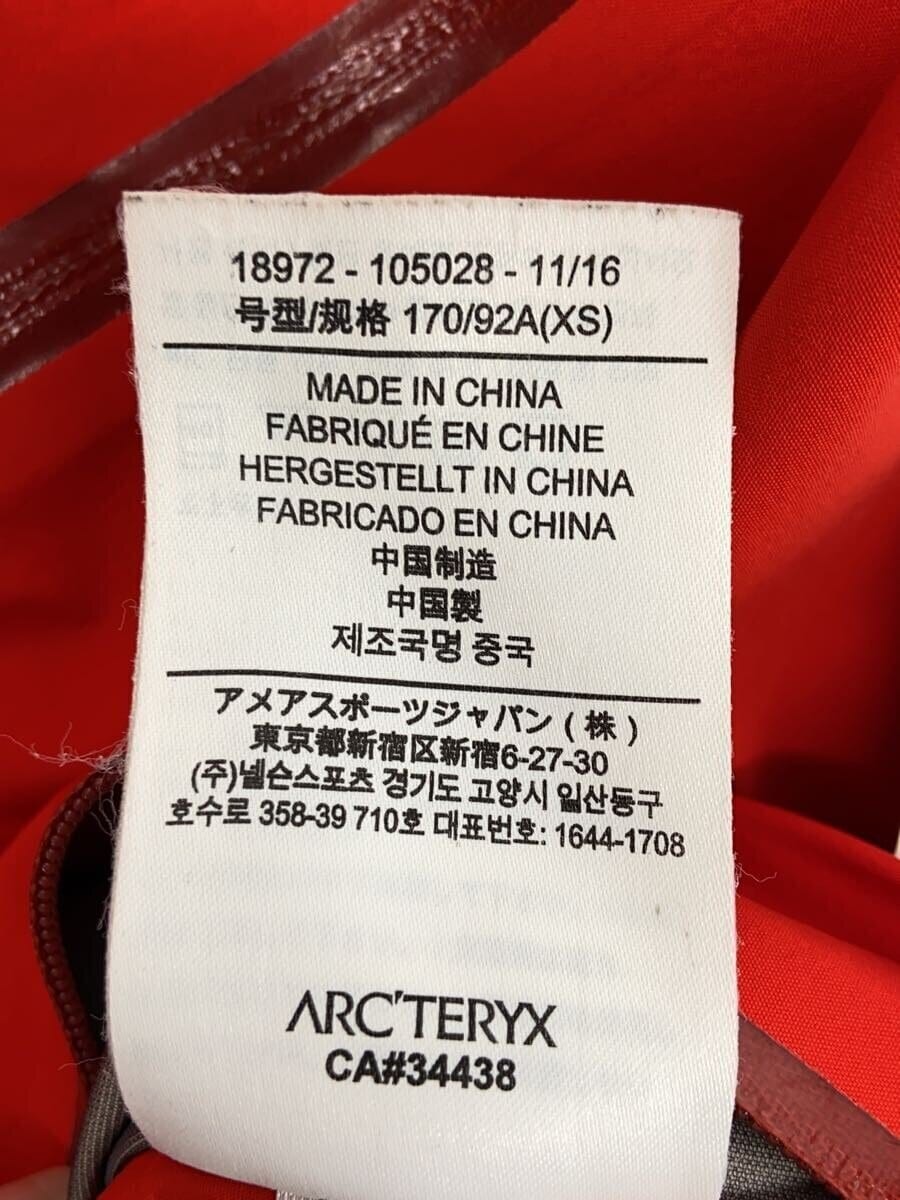 18972 - 105028 - 11/16
号型/规格 170/92A(XS)
MADE IN CHINA
FABRIQUÉ EN CHINE
HERGESTELLT IN CHINA
FABRICADO EN CHINA
中国制造
中国製
제조국명 중국
アメアスポーツジャパン(株)
東京都新宿区新宿6-27-30
(주)넬슨스포츠 경기도 고양시 일산동구
호수로 358-39 710호 대표번호: 1644-1708
ARC'TERYX
CA#34438